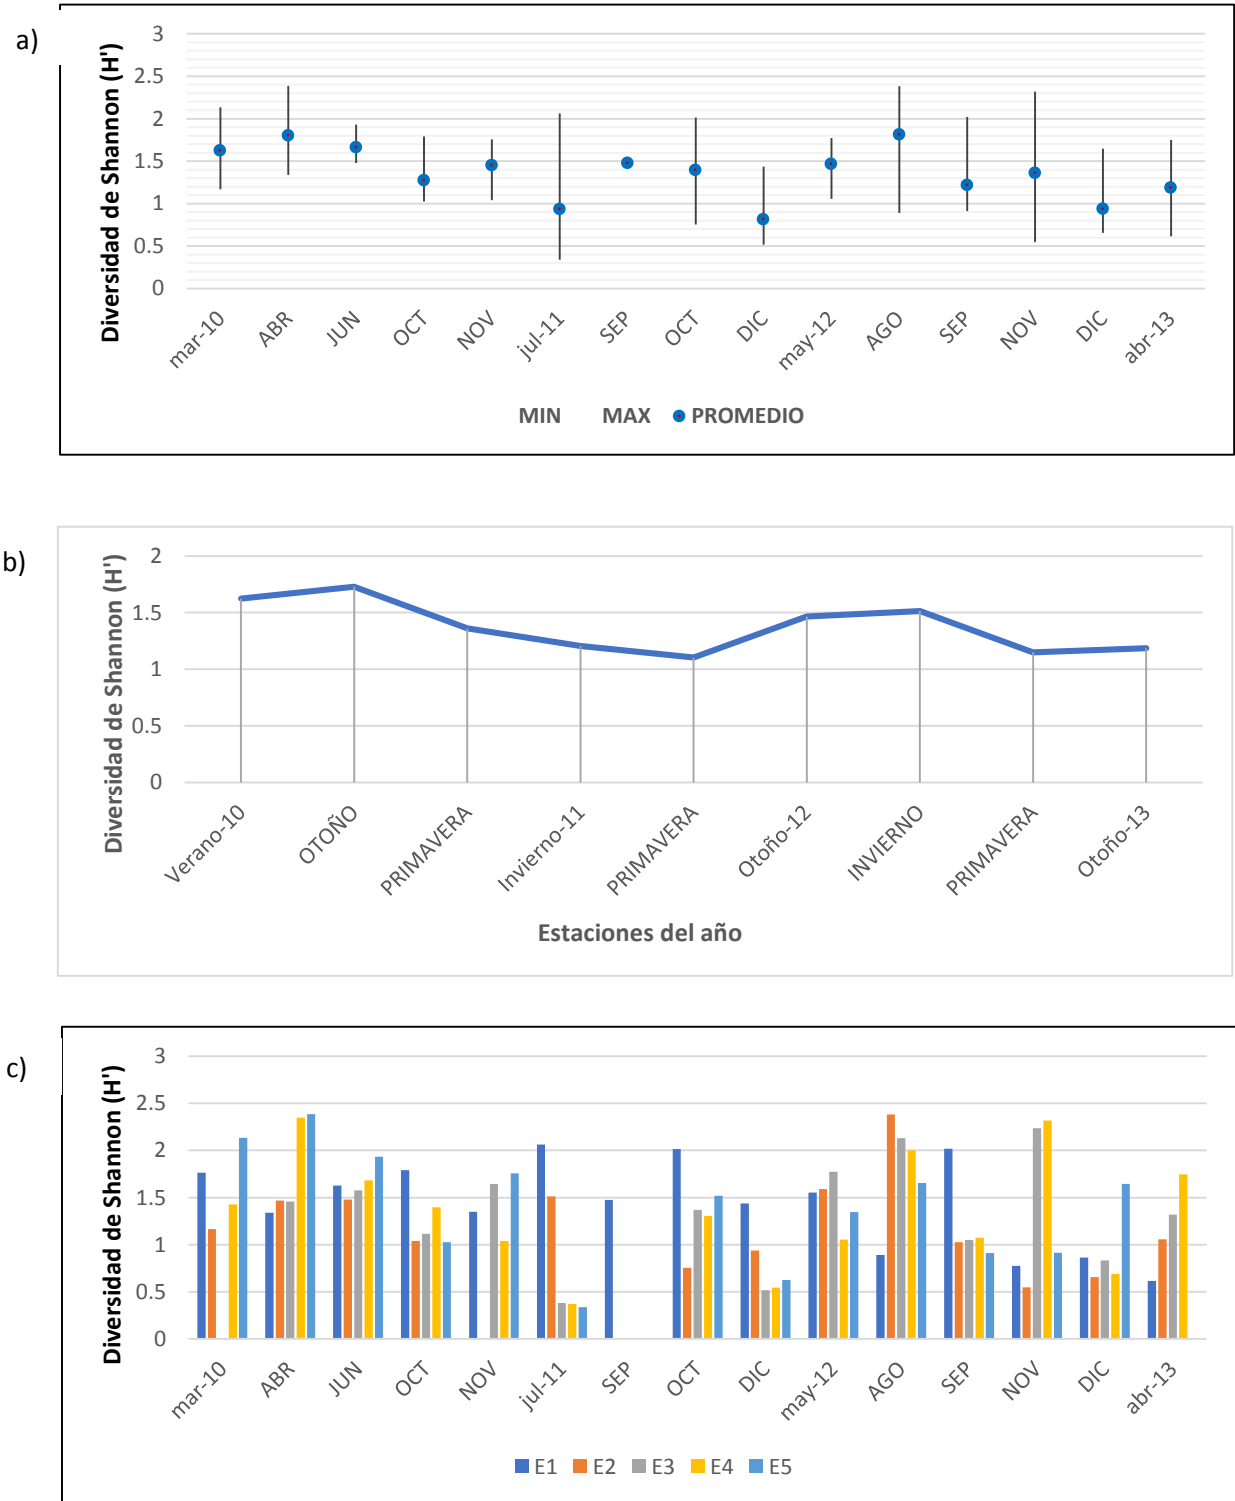 a)
Diversidad de Shannon (H')
3
2.5
2
1.5
1
0.5
0
mar-10 ABR JUN OCT NOV jul-11 SEP OCT DIC may-12 AGO SEP NOV DIC abr-13
MIN MAX PROMEDIO
b)
Diversidad de Shannon (H')
2
1.5
1
0.5
0
Verano-10 OTOÑO PRIMAVERA Invierno-11 PRIMAVERA Otoño-12 INVIERNO PRIMAVERA Otoño-13
Estaciones del año
c)
Diversidad de Shannon (H')
3
2.5
2
1.5
1
0.5
0
mar-10 ABR JUN OCT NOV jul-11 SEP OCT DIC may-12 AGO SEP NOV DIC abr-13
E1 E2 E3 E4 E5